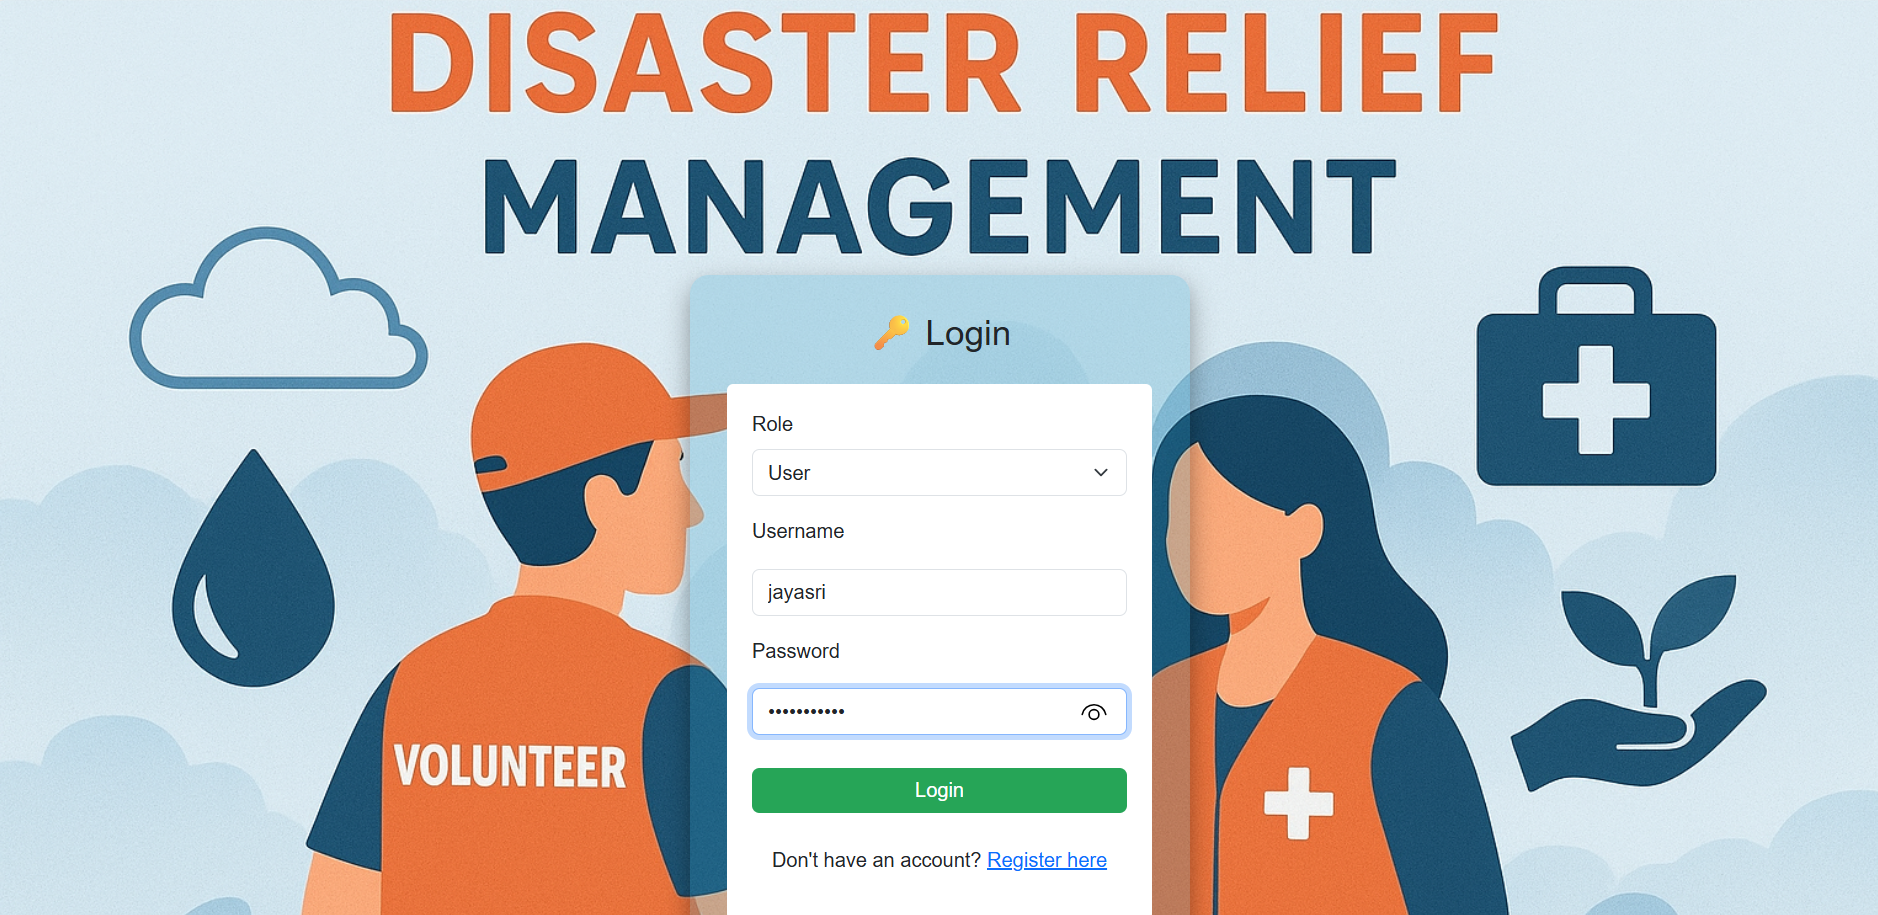 DISASTER RELIEF
MANAGEMENT
🔑 Login
Role
User
Username
jayasri
Password
•••••••••••
Login
Don't have an account? Register here
VOLUNTEER